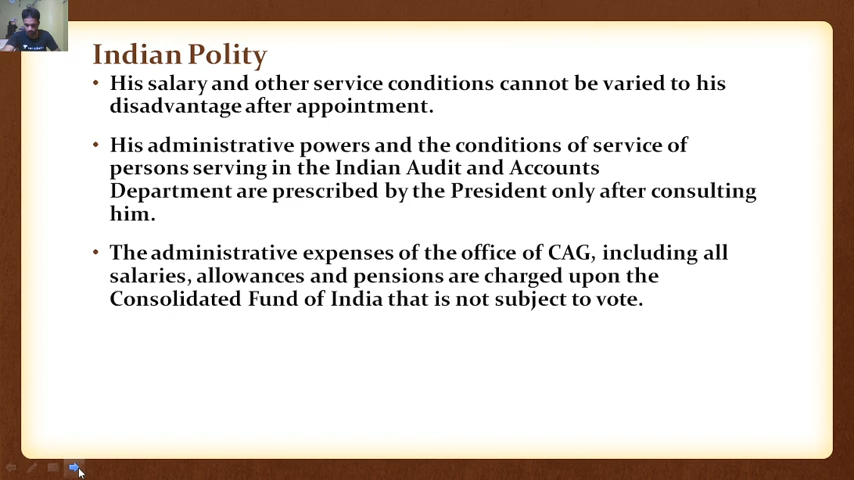 Indian Polity
• His salary and other service conditions cannot be varied to his
disadvantage after appointment.
• His administrative powers and the conditions of service of
persons serving in the Indian Audit and Accounts
Department are prescribed by the President only after consulting
him.
• The administrative expenses of the office of CAG, including all
salaries, allowances and pensions are charged upon the
Consolidated Fund of India that is not subject to vote.